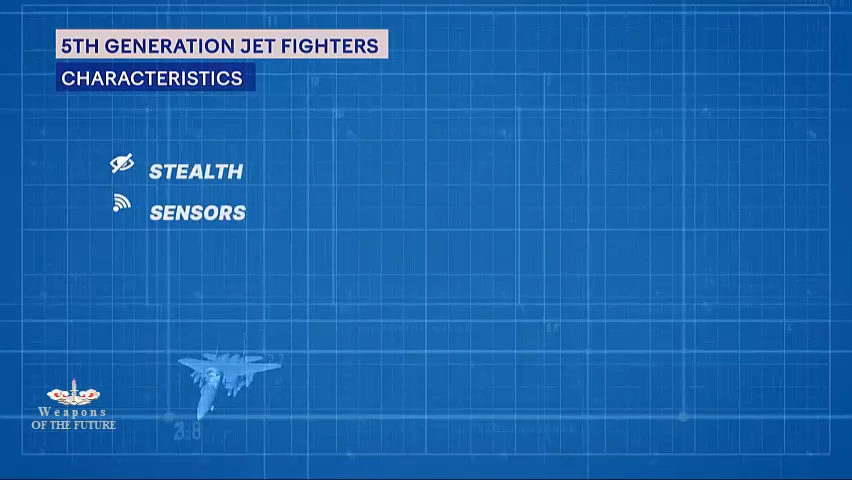 5TH GENERATION JET FIGHTERS
CHARACTERISTICS
STEALTH
SENSORS
Weapons
OF THE FUTURE